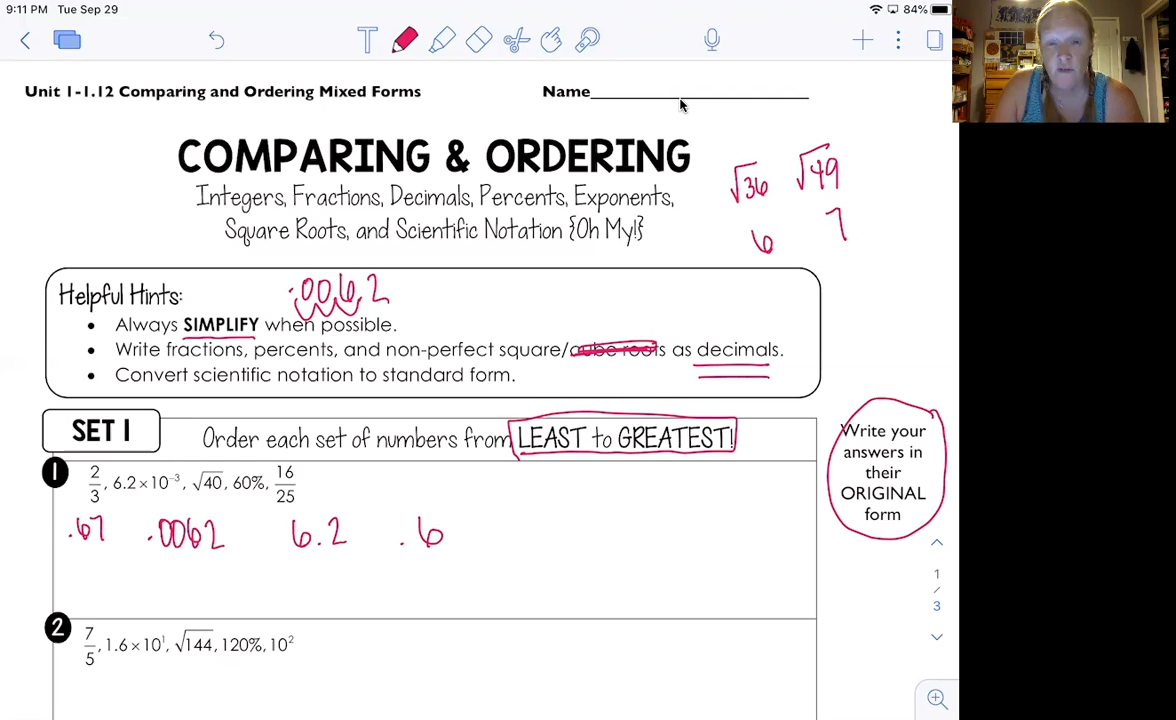 9:11 PM Tue Sep 29 84%
Unit 1-1.12 Comparing and Ordering Mixed Forms Name____________________
COMPARING & ORDERING
Integers, Fractions, Decimals, Percents, Exponents,
Square Roots, and Scientific Notation {Oh My!}
√36 √49
6 7
Helpful Hints: .006.2
• Always SIMPLIFY when possible.
• Write fractions, percents, and non-perfect square/cube roots as decimals.
• Convert scientific notation to standard form.
SET 1 Order each set of numbers from LEAST to GREATEST!
Write your
answers in
their
ORIGINAL
form
1 2/3, 6.2×10⁻³, √40, 60%, 16/25
.67 .0062 6.2 .6
2 7/5, 1.6×10¹, √144, 120%, 10²
1
/
3